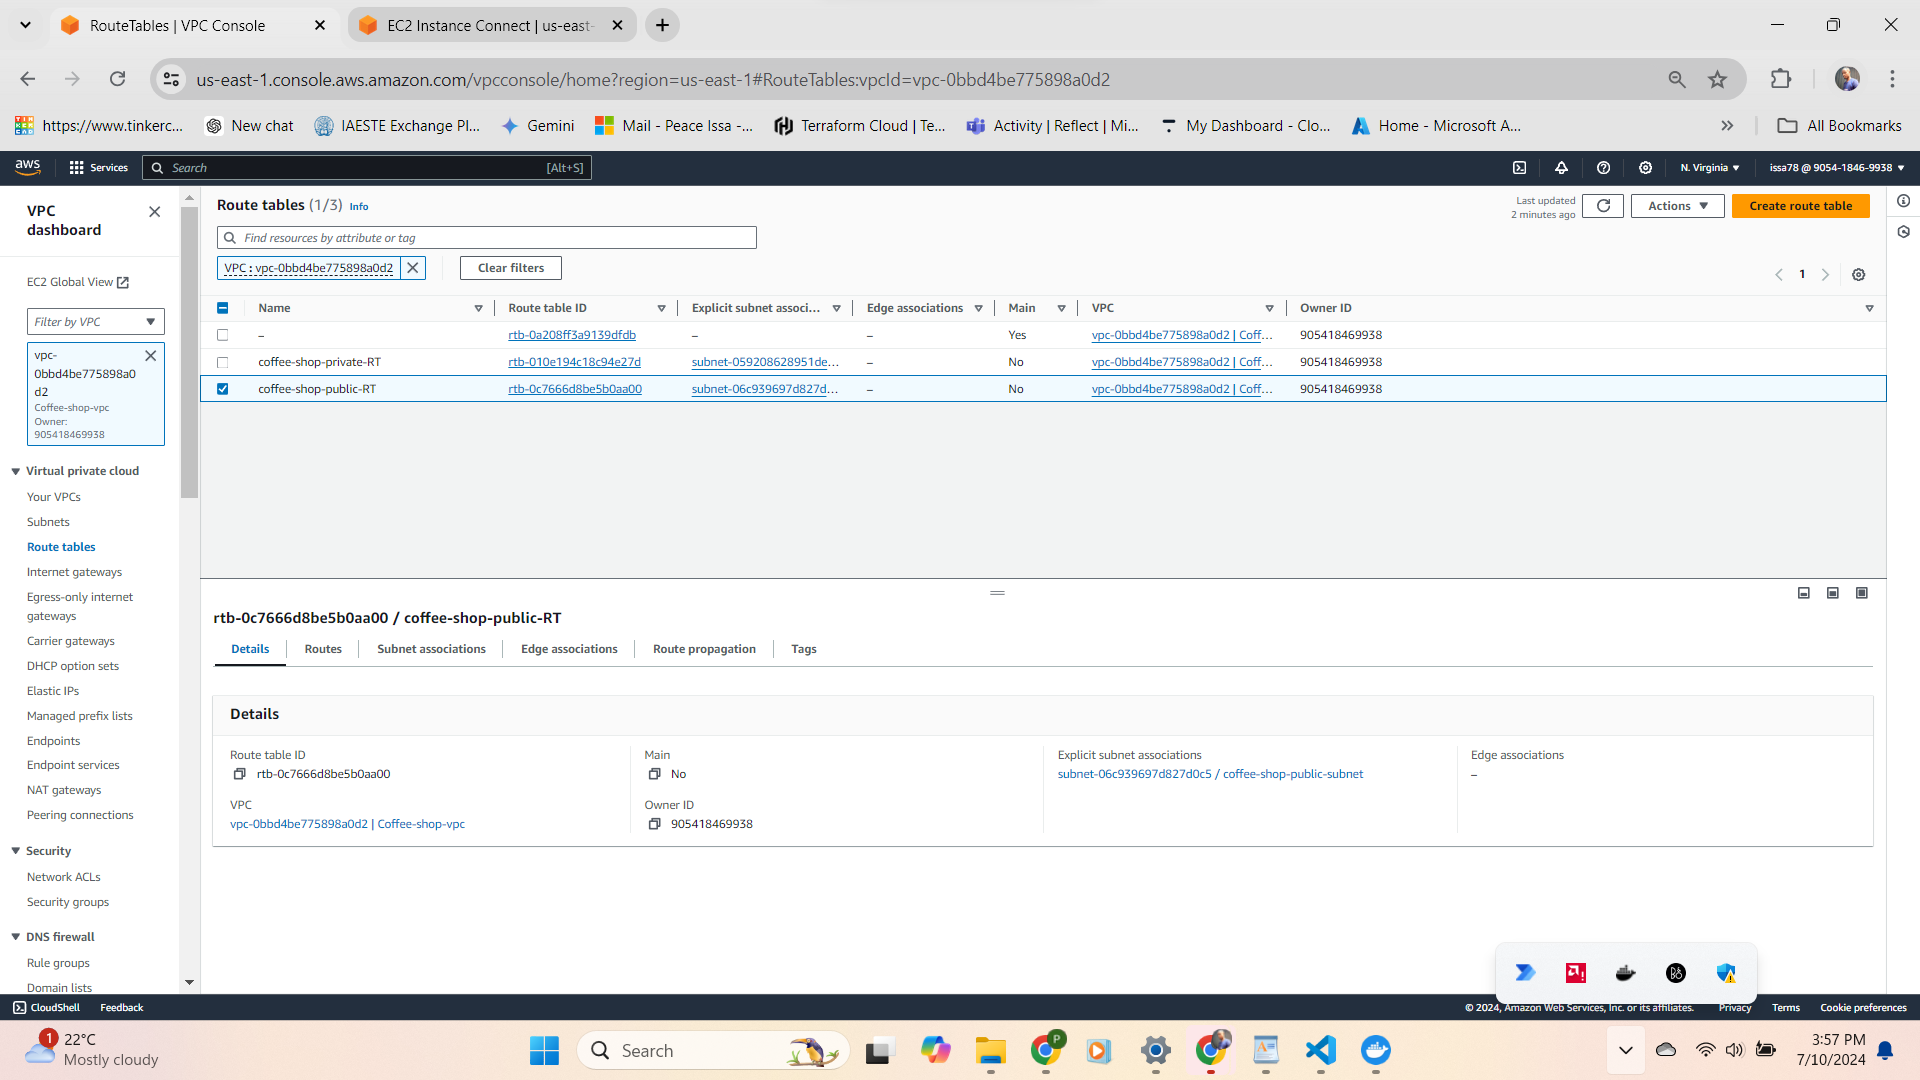 RouteTables | VPC Console
EC2 Instance Connect | us-east-
us-east-1.console.aws.amazon.com/vpcconsole/home?region=us-east-1#RouteTables:vpcId=vpc-0bbd4be775898a0d2
https://www.tinkerc... New chat IAESTE Exchange Pl... Gemini Mail - Peace Issa -... Terraform Cloud | Te... Activity | Reflect | Mi... My Dashboard - Clo... Home - Microsoft A... All Bookmarks
aws Services Search [Alt+S] N. Virginia issa78 @ 9054-1846-9938
VPC
dashboard
EC2 Global View
Filter by VPC
vpc-
0bbd4be775898a0
d2
Coffee-shop-vpc
Owner:
905418469938
Virtual private cloud
Your VPCs
Subnets
Route tables
Internet gateways
Egress-only internet
gateways
Carrier gateways
DHCP option sets
Elastic IPs
Managed prefix lists
Endpoints
Endpoint services
NAT gateways
Peering connections
Security
Network ACLs
Security groups
DNS firewall
Rule groups
Domain lists
Route tables (1/3) Info
Last updated
2 minutes ago
Actions
Create route table
Find resources by attribute or tag
VPC : vpc-0bbd4be775898a0d2
Clear filters
1
Name Route table ID Explicit subnet associ... Edge associations Main VPC Owner ID
– rtb-0a208ff3a9139dfdb – – Yes vpc-0bbd4be775898a0d2 | Coff... 905418469938
coffee-shop-private-RT rtb-010e194c18c94e27d subnet-059208628951de... – No vpc-0bbd4be775898a0d2 | Coff... 905418469938
coffee-shop-public-RT rtb-0c7666d8be5b0aa00 subnet-06c939697d827d... – No vpc-0bbd4be775898a0d2 | Coff... 905418469938
rtb-0c7666d8be5b0aa00 / coffee-shop-public-RT
Details Routes Subnet associations Edge associations Route propagation Tags
Details
Route table ID
rtb-0c7666d8be5b0aa00
Main
No
Explicit subnet associations
subnet-06c939697d827d0c5 / coffee-shop-public-subnet
Edge associations
–
VPC
vpc-0bbd4be775898a0d2 | Coffee-shop-vpc
Owner ID
905418469938
CloudShell Feedback © 2024, Amazon Web Services, Inc. or its affiliates. Privacy Terms Cookie preferences
1
22°C
Mostly cloudy
Search
P
3:57 PM
7/10/2024